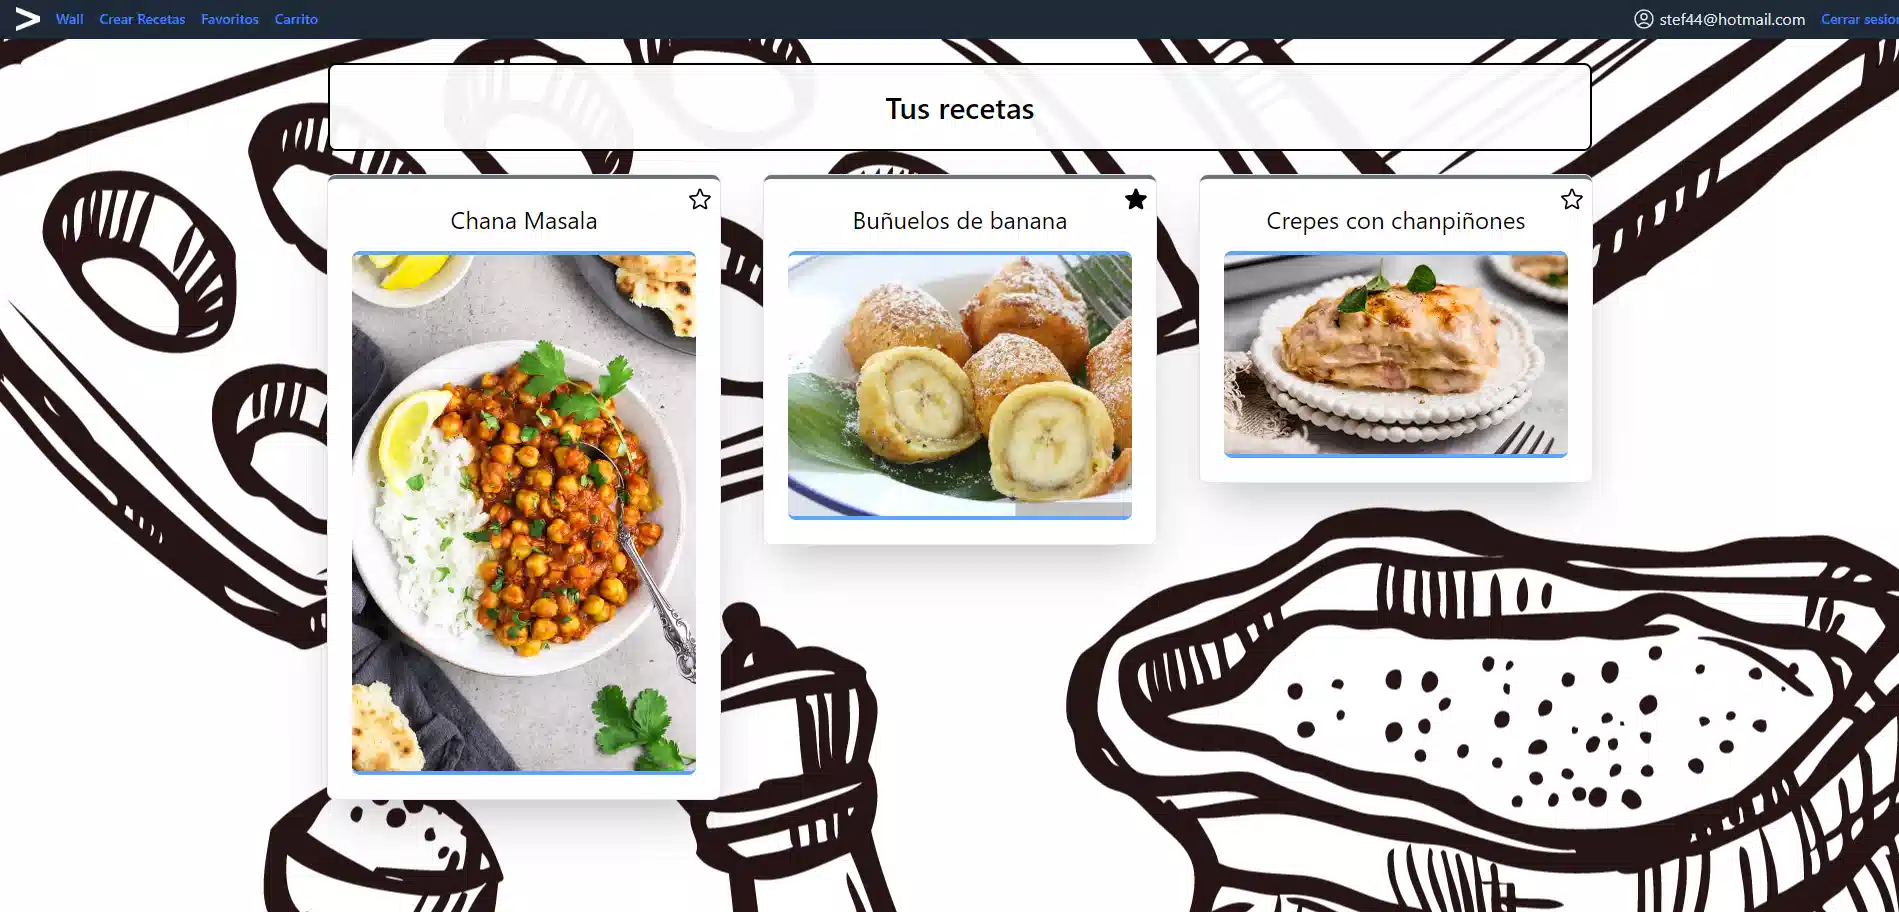 Wall Crear Recetas Favoritos Carrito stef44@hotmail.com Cerrar sesion
Tus recetas
Chana Masala
Buñuelos de banana
Crepes con chanpiñones